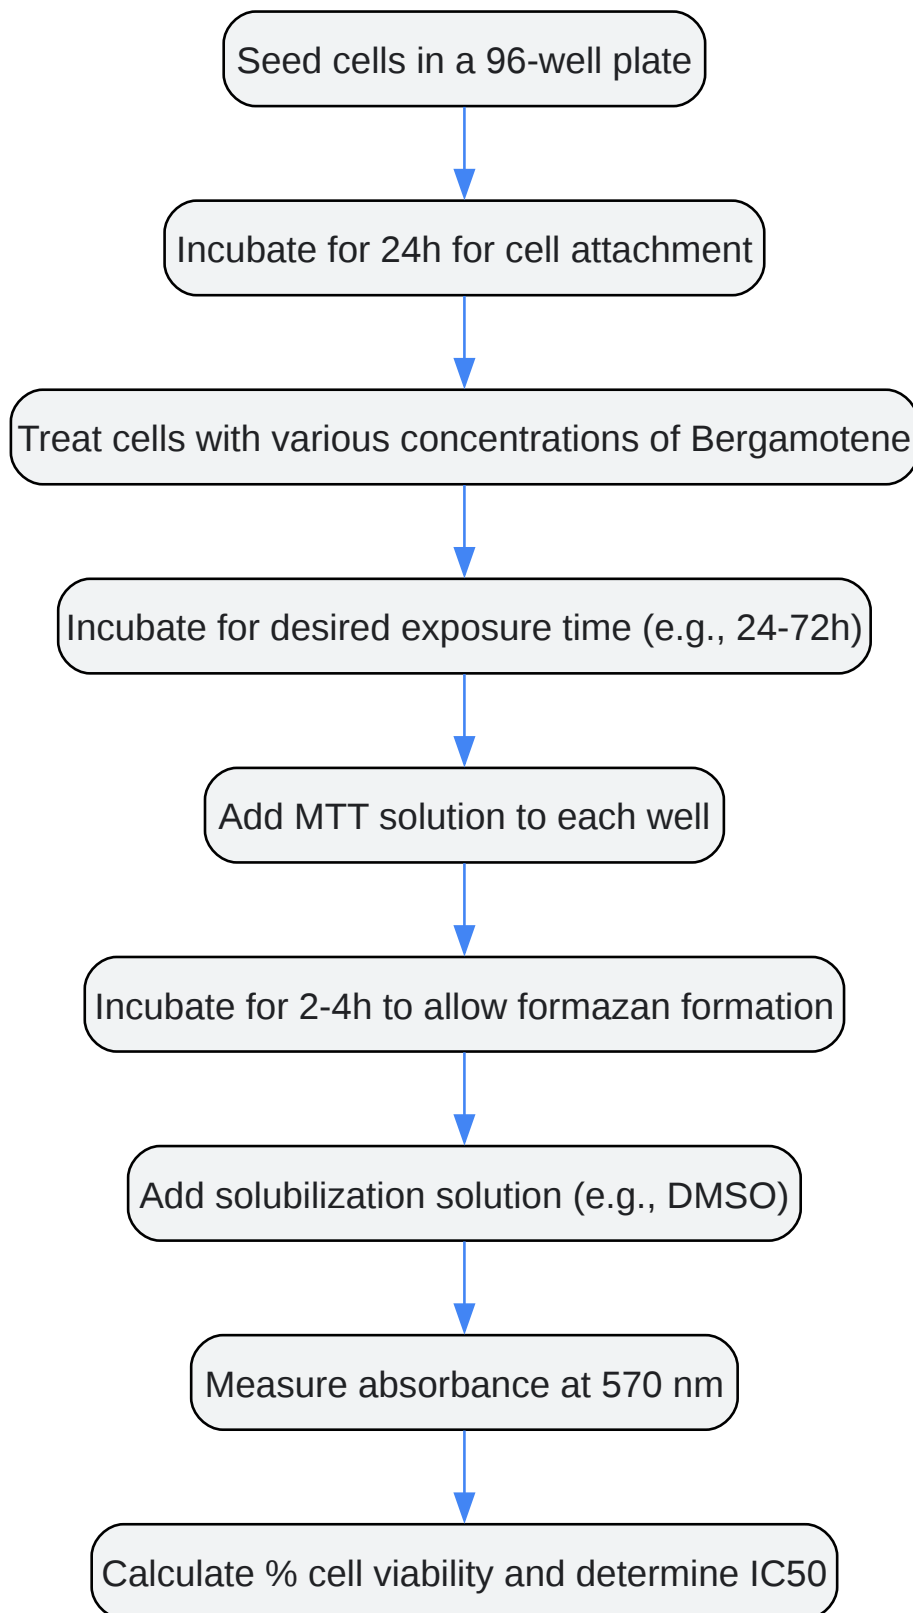 Seed cells in a 96-well plate
Incubate for 24h for cell attachment
Treat cells with various concentrations of Bergamotene
Incubate for desired exposure time (e.g., 24-72h)
Add MTT solution to each well
Incubate for 2-4h to allow formazan formation
Add solubilization solution (e.g., DMSO)
Measure absorbance at 570 nm
Calculate % cell viability and determine IC50